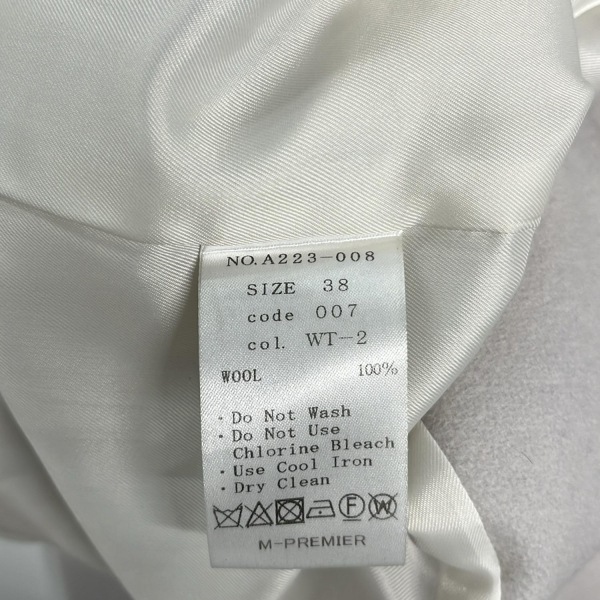 NO.A223-008
SIZE 38
code 007
col. WT-2
WOOL 100%
・Do Not Wash
・Do Not Use
Chlorine Bleach
・Use Cool Iron
・Dry Clean
F W
M-PREMIER